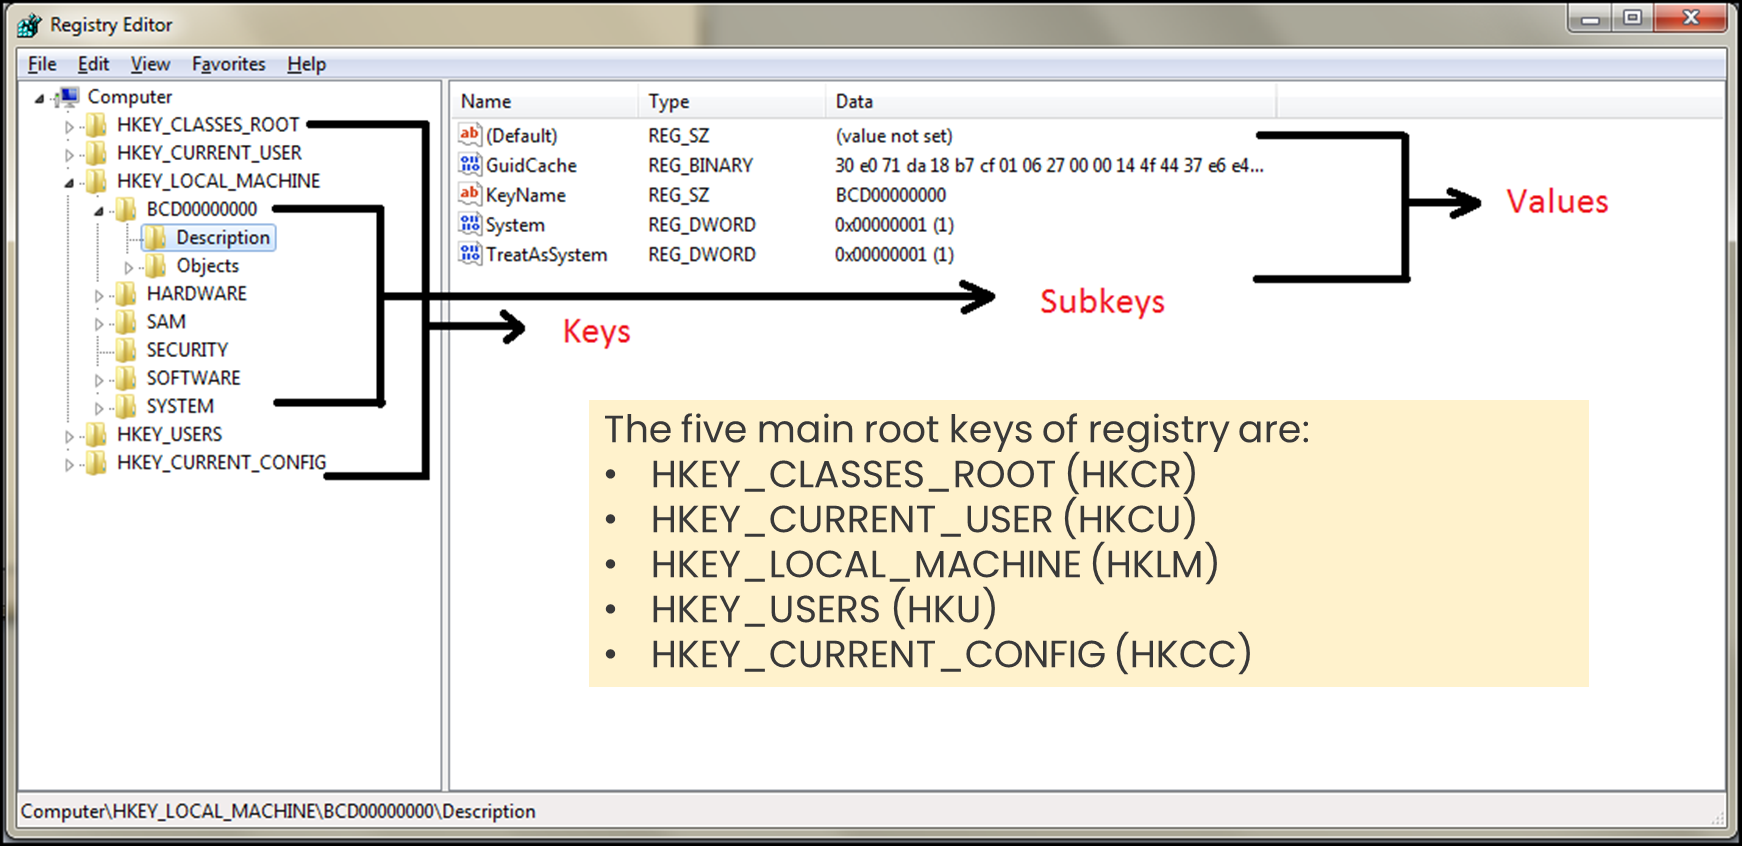 Registry Editor
File Edit View Favorites Help
Computer
HKEY_CLASSES_ROOT
HKEY_CURRENT_USER
HKEY_LOCAL_MACHINE
BCD00000000
Description
Objects
HARDWARE
SAM
SECURITY
SOFTWARE
SYSTEM
HKEY_USERS
HKEY_CURRENT_CONFIG
Name Type Data
(Default) REG_SZ (value not set)
GuidCache REG_BINARY 30 e0 71 da 18 b7 cf 01 06 27 00 00 14 4f 44 37 e6 e4...
KeyName REG_SZ BCD00000000
System REG_DWORD 0x00000001 (1)
TreatAsSystem REG_DWORD 0x00000001 (1)
Values
Subkeys
Keys
The five main root keys of registry are:
• HKEY_CLASSES_ROOT (HKCR)
• HKEY_CURRENT_USER (HKCU)
• HKEY_LOCAL_MACHINE (HKLM)
• HKEY_USERS (HKU)
• HKEY_CURRENT_CONFIG (HKCC)
Computer\HKEY_LOCAL_MACHINE\BCD00000000\Description